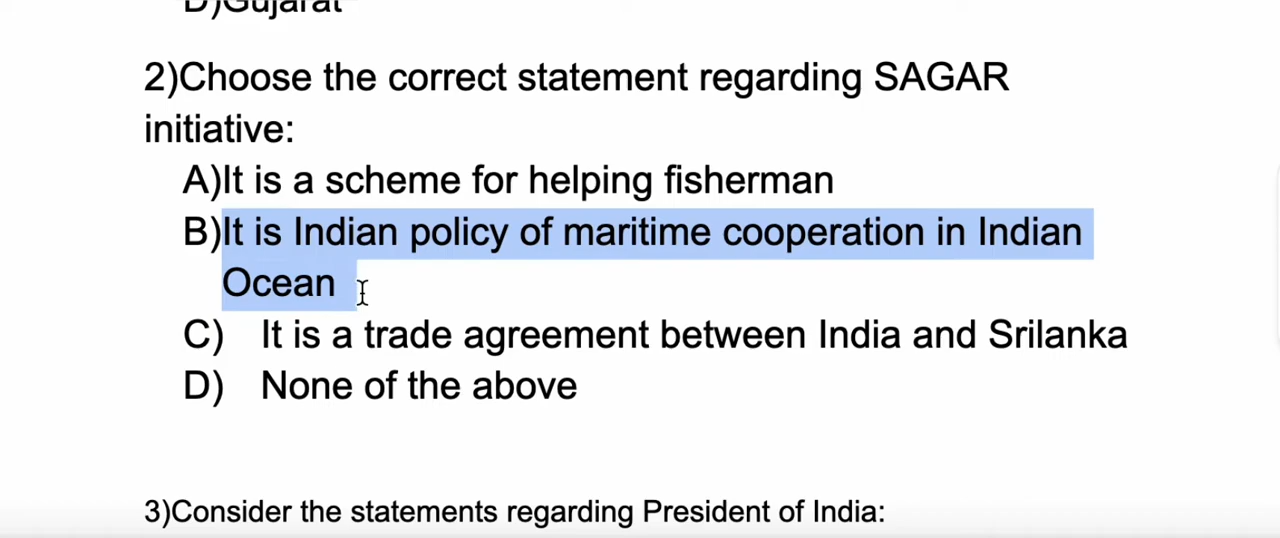 D)Gujarat
2)Choose the correct statement regarding SAGAR
initiative:
A)It is a scheme for helping fisherman
B)It is Indian policy of maritime cooperation in Indian
Ocean
C) It is a trade agreement between India and Srilanka
D) None of the above
3)Consider the statements regarding President of India: